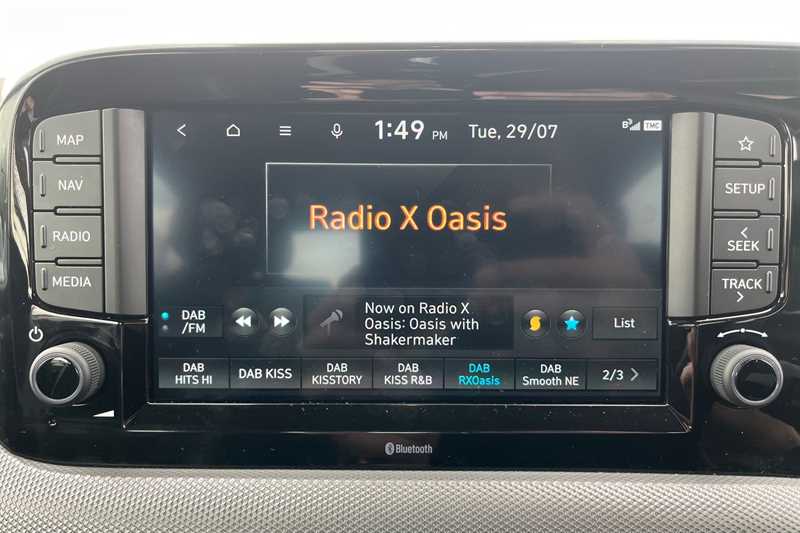 MAP
NAV
RADIO
MEDIA
1:49 PM Tue, 29/07
B TMC
Radio X Oasis
DAB
/FM
Now on Radio X
Oasis: Oasis with
Shakermaker
List
DAB
HITS HI
DAB KISS
DAB
KISSTORY
DAB
KISS R&B
DAB
RXOasis
DAB
Smooth NE
2/3
SETUP
SEEK
TRACK
Bluetooth